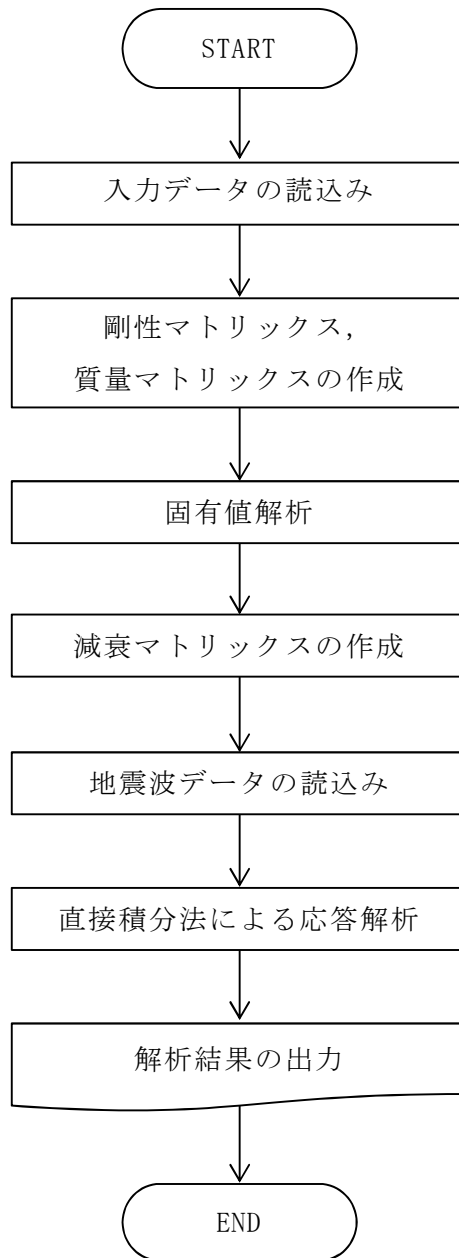 START
入力データの読込み
剛性マトリックス,
質量マトリックスの作成
固有値解析
減衰マトリックスの作成
地震波データの読込み
直接積分法による応答解析
解析結果の出力
END